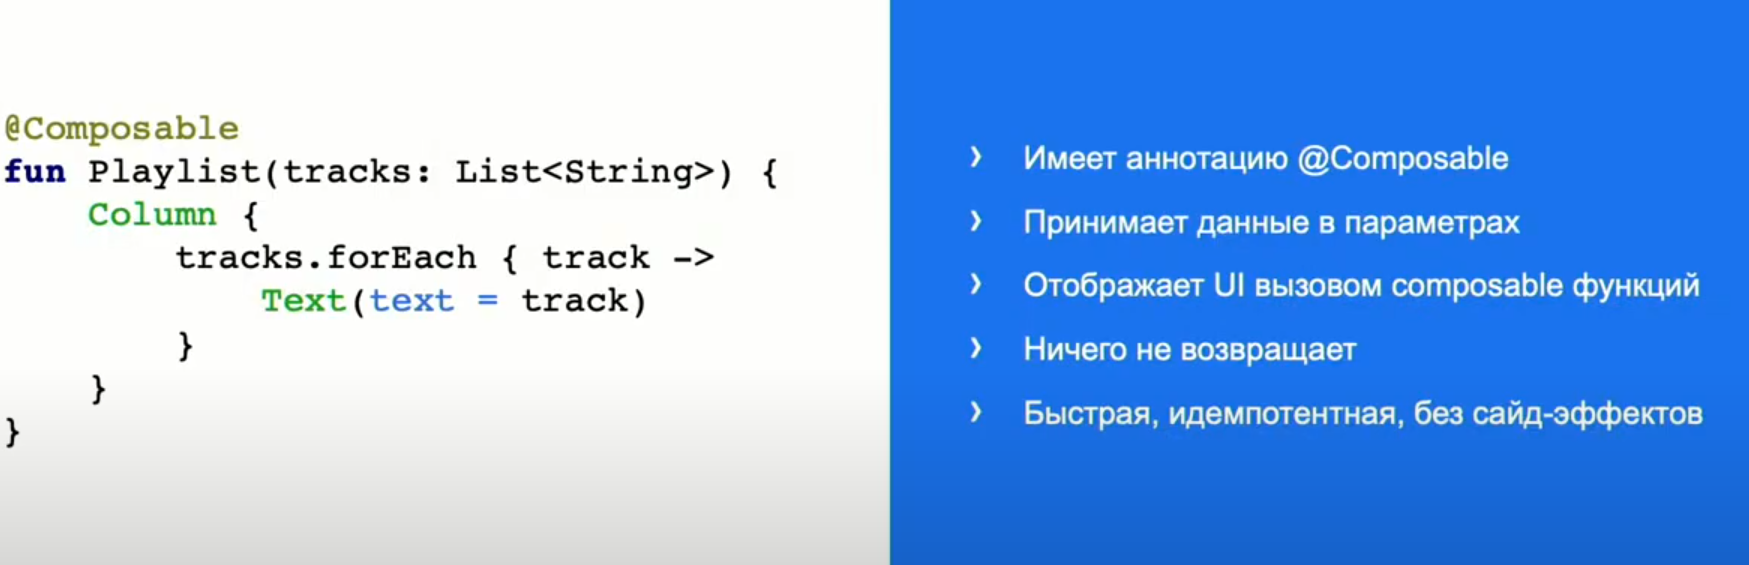 @Composable
fun Playlist(tracks: List<String>) {
    Column {
        tracks.forEach { track ->
            Text(text = track)
        }
    }
}
› Имеет аннотацию @Composable
› Принимает данные в параметрах
› Отображает UI вызовом composable функций
› Ничего не возвращает
› Быстрая, идемпотентная, без сайд-эффектов